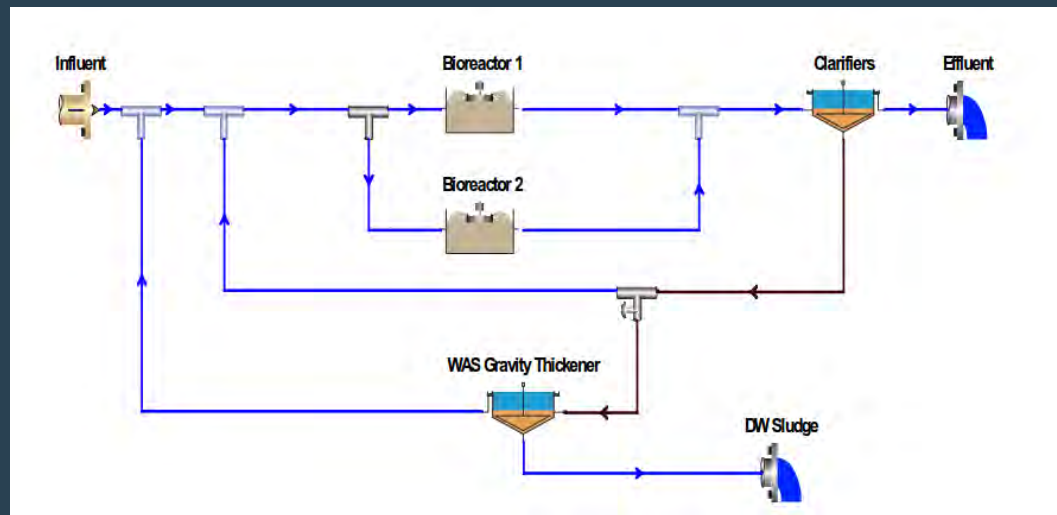 Influent
Bioreactor 1
Clarifiers
Effluent
Bioreactor 2
WAS Gravity Thickener
DW Sludge